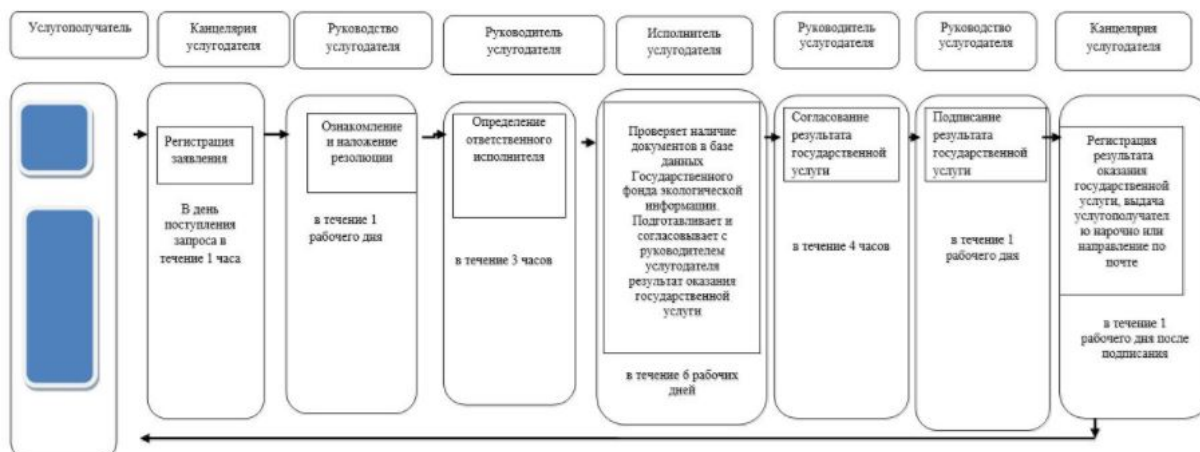 Услугополучатель
Канцелярия
услугодателя
Руководство
услугодателя
Руководитель
услугодателя
Исполнитель
услугодателя
Руководитель
услугодателя
Руководство
услугодателя
Канцелярия
услугодателя
Регистрация
заявления
В день
поступления
запроса в
течение 1 часа
Ознакомление
и наложение
резолюции
в течение 1
рабочего дня
Определение
ответственного
исполнителя
в течение 3 часов
Проверяет наличие
документов в базе
данных
Государственного
фонда экологической
информации.
Подготавливает и
согласовывает с
руководителем
услугодателя
результат оказания
государственной
услуги
в течение 6 рабочих
дней
Согласование
результата
государственной
услуги
в течение 4 часов
Подписание
результата
государственной
услуги
в течение 1
рабочего дня
Регистрация
результата
оказания
государственной
услуги, выдача
услугополучател
ю нарочно или
направление по
почте
в течение 1
рабочего дня после
подписания